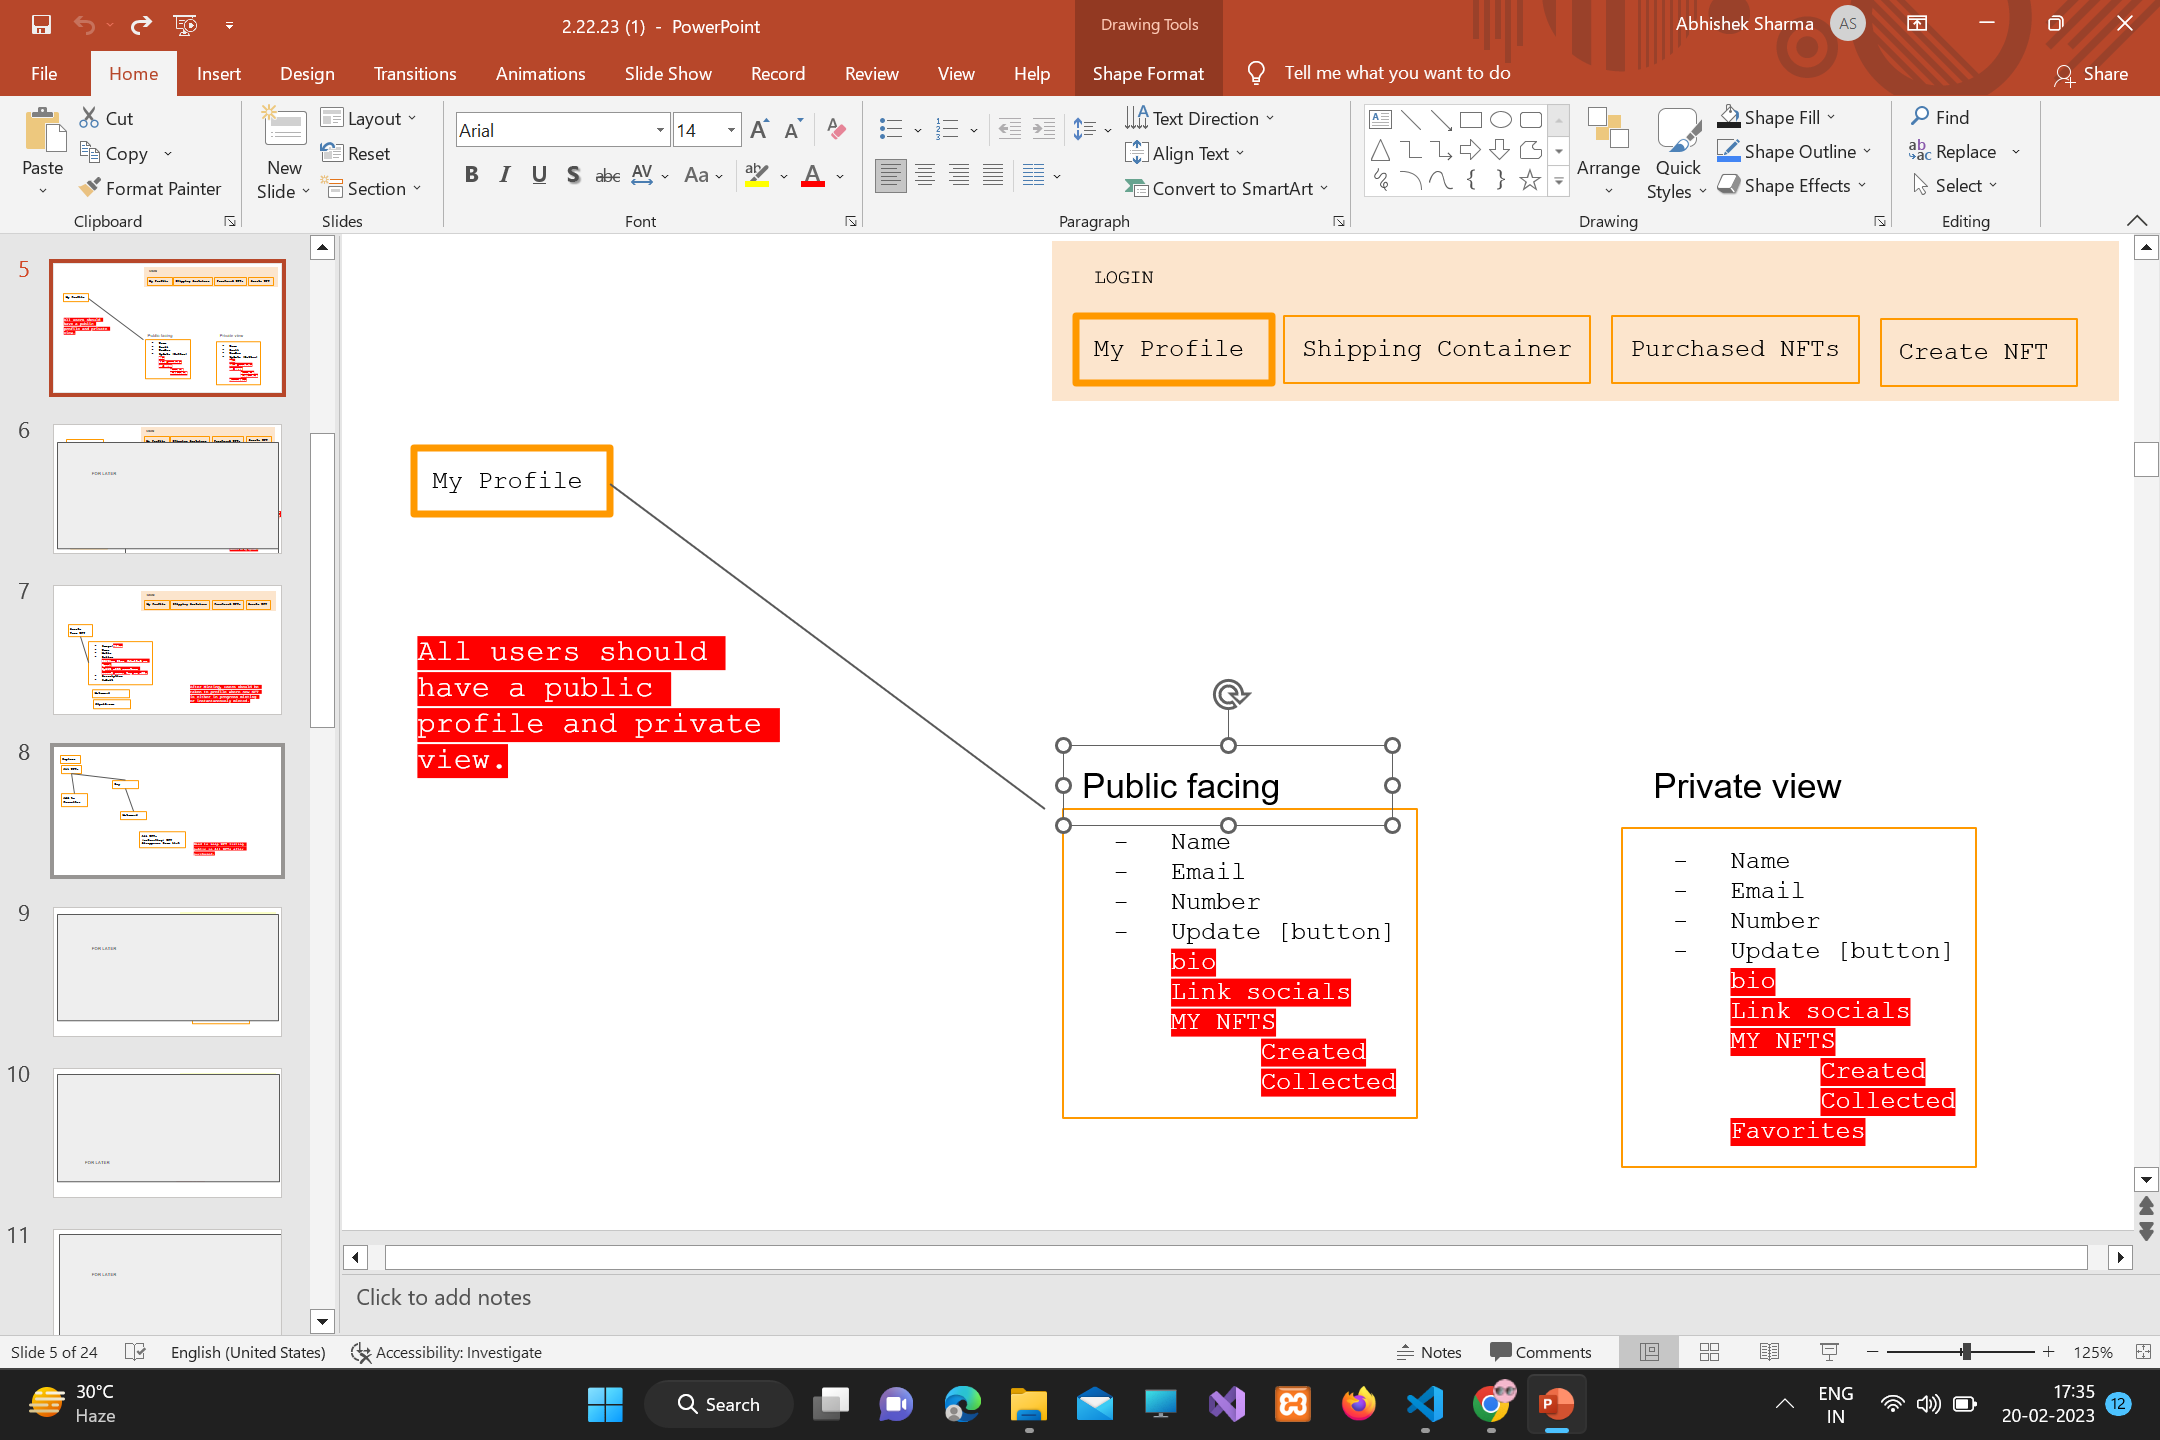 2.22.23 (1) - PowerPoint
Drawing Tools
Abhishek Sharma
AS
File
Home
Insert
Design
Transitions
Animations
Slide Show
Record
Review
View
Help
Shape Format
Tell me what you want to do
Share
Paste
Cut
Copy
Format Painter
Clipboard
New
Slide
Layout
Reset
Section
Slides
Arial
14
Font
Text Direction
Align Text
Convert to SmartArt
Paragraph
Arrange
Quick
Styles
Shape Fill
Shape Outline
Shape Effects
Drawing
Find
Replace
Select
Editing
5
6
FOR LATER
7
8
9
FOR LATER
10
FOR LATER
11
FOR LATER
LOGIN
My Profile
Shipping Container
Purchased NFTs
Create NFT
My Profile
All users should
have a public
profile and private
view.
Public facing
- Name
- Email
- Number
- Update [button]
bio
Link socials
MY NFTS
Created
Collected
Private view
- Name
- Email
- Number
- Update [button]
bio
Link socials
MY NFTS
Created
Collected
Favorites
Click to add notes
Slide 5 of 24
English (United States)
Accessibility: Investigate
Notes
Comments
125%
30°C
Haze
Search
ENG
IN
17:35
20-02-2023
12